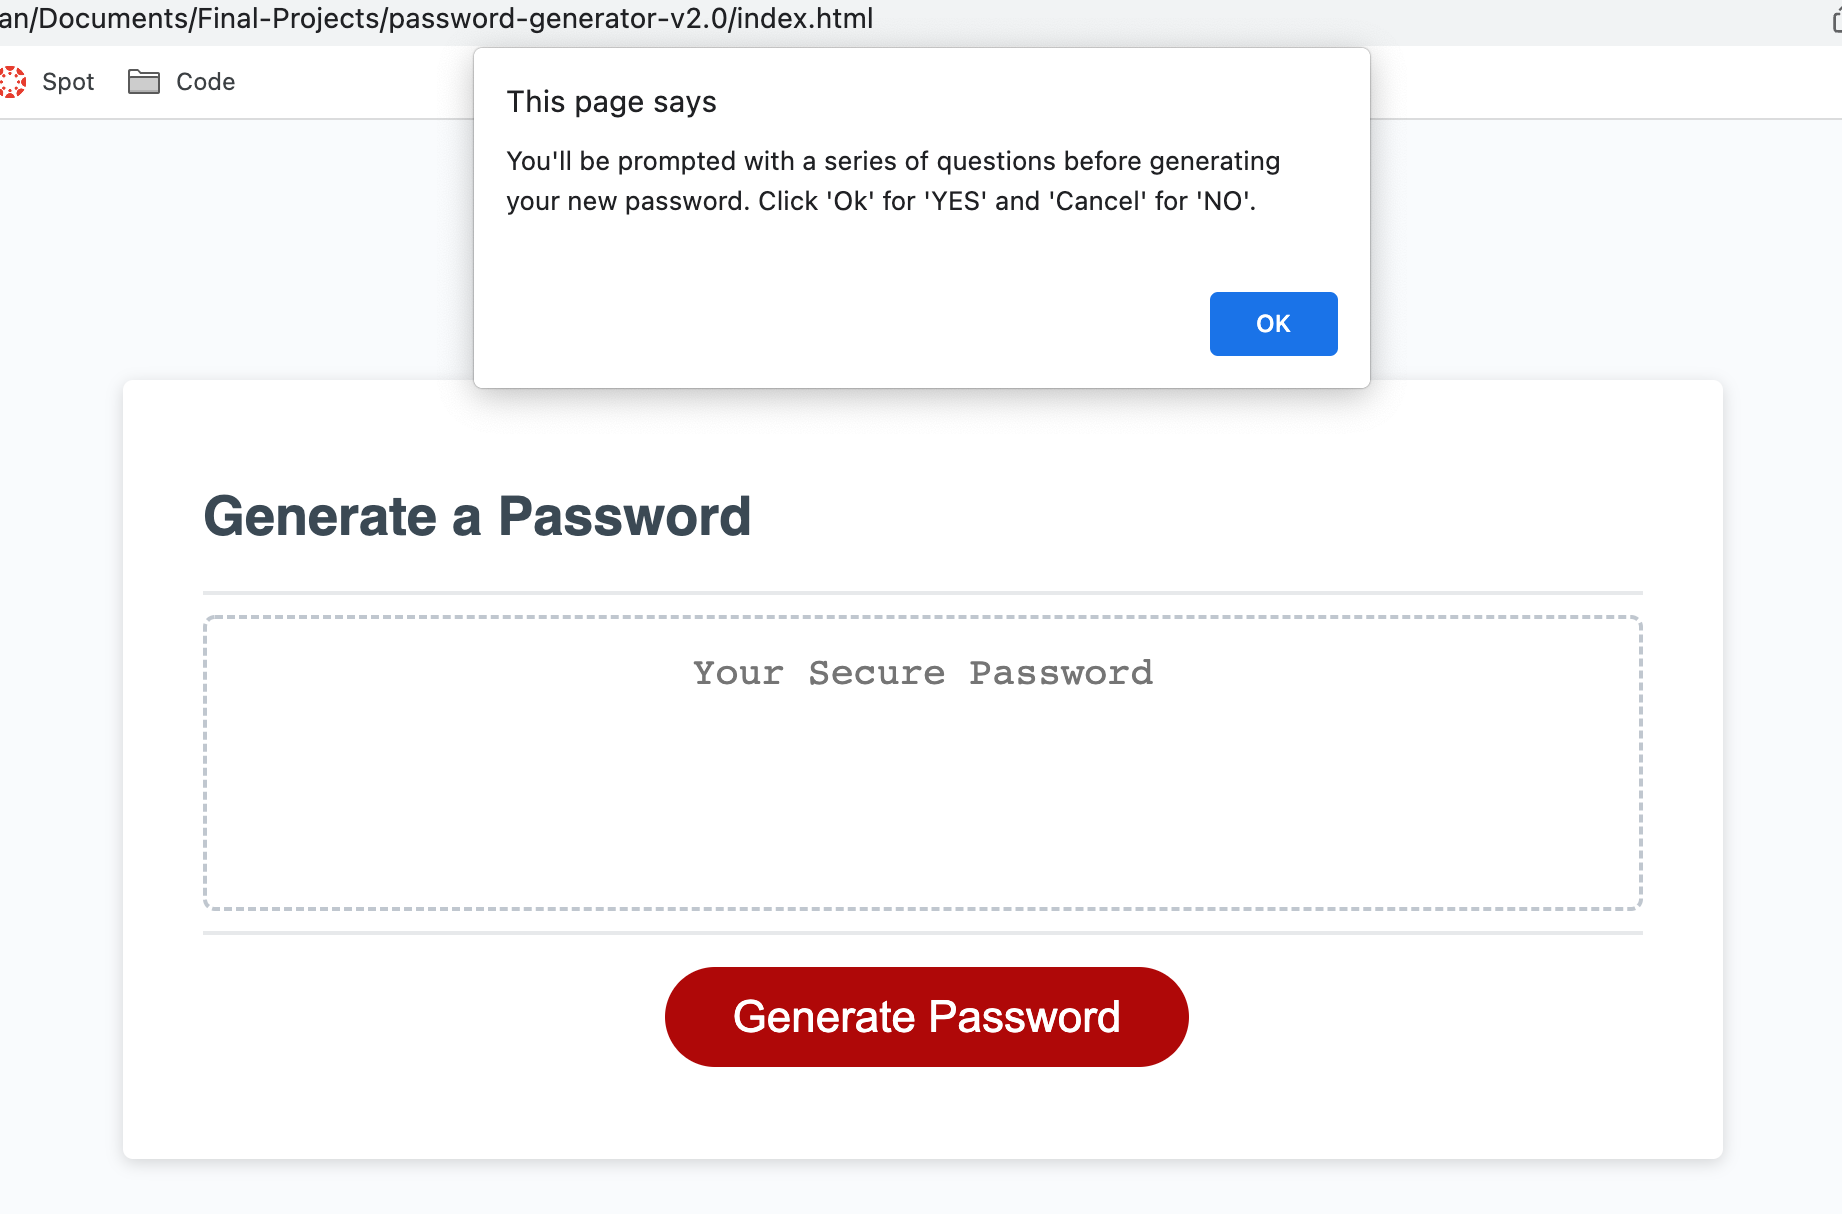 an/Documents/Final-Projects/password-generator-v2.0/index.html
Spot Code
This page says
You'll be prompted with a series of questions before generating
your new password. Click 'Ok' for 'YES' and 'Cancel' for 'NO'.
OK
Generate a Password
Your Secure Password
Generate Password